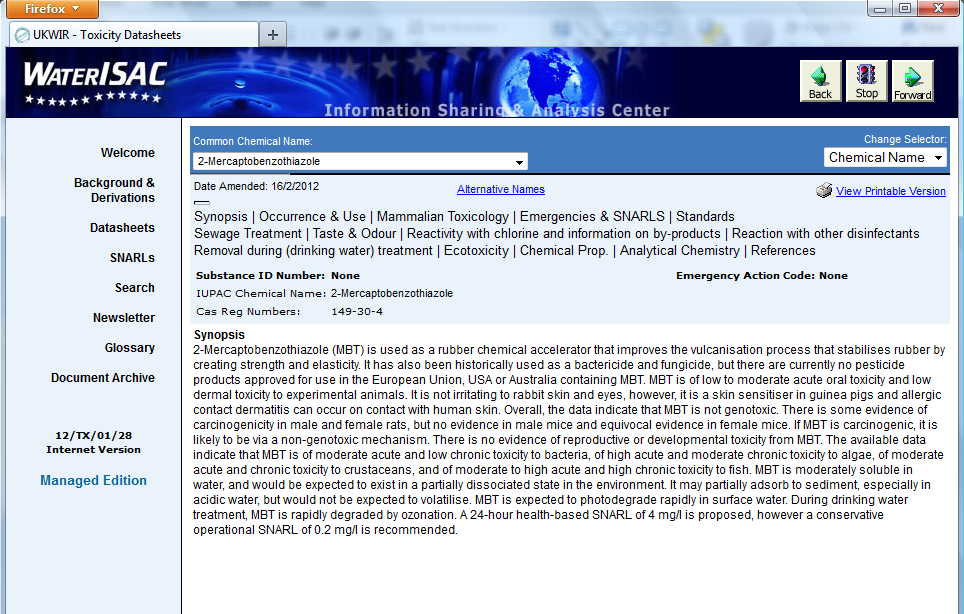 Firefox
UKWIR - Toxicity Datasheets
WATERISAC
Information Sharing & Analysis Center
Back
Stop
Forward
Welcome
Background &
Derivations
Datasheets
SNARLs
Search
Newsletter
Glossary
Document Archive
12/TX/01/28
Internet Version
Managed Edition
Common Chemical Name:
2-Mercaptobenzothiazole
Change Selector:
Chemical Name
Date Amended: 16/2/2012
Alternative Names
View Printable Version
Synopsis | Occurrence & Use | Mammalian Toxicology | Emergencies & SNARLS | Standards
Sewage Treatment | Taste & Odour | Reactivity with chlorine and information on by-products | Reaction with other disinfectants
Removal during (drinking water) treatment | Ecotoxicity | Chemical Prop. | Analytical Chemistry | References
Substance ID Number: None
Emergency Action Code: None
IUPAC Chemical Name: 2-Mercaptobenzothiazole
Cas Reg Numbers: 149-30-4
Synopsis
2-Mercaptobenzothiazole (MBT) is used as a rubber chemical accelerator that improves the vulcanisation process that stabilises rubber by
creating strength and elasticity. It has also been historically used as a bactericide and fungicide, but there are currently no pesticide
products approved for use in the European Union, USA or Australia containing MBT. MBT is of low to moderate acute oral toxicity and low
dermal toxicity to experimental animals. It is not irritating to rabbit skin and eyes, however, it is a skin sensitiser in guinea pigs and allergic
contact dermatitis can occur on contact with human skin. Overall, the data indicate that MBT is not genotoxic. There is some evidence of
carcinogenicity in male and female rats, but no evidence in male mice and equivocal evidence in female mice. If MBT is carcinogenic, it is
likely to be via a non-genotoxic mechanism. There is no evidence of reproductive or developmental toxicity from MBT. The available data
indicate that MBT is of moderate acute and low chronic toxicity to bacteria, of high acute and moderate chronic toxicity to algae, of moderate
acute and chronic toxicity to crustaceans, and of moderate to high acute and high chronic toxicity to fish. MBT is moderately soluble in
water, and would be expected to exist in a partially dissociated state in the environment. It may partially adsorb to sediment, especially in
acidic water, but would not be expected to volatilise. MBT is expected to photodegrade rapidly in surface water. During drinking water
treatment, MBT is rapidly degraded by ozonation. A 24-hour health-based SNARL of 4 mg/l is proposed, however a conservative
operational SNARL of 0.2 mg/l is recommended.